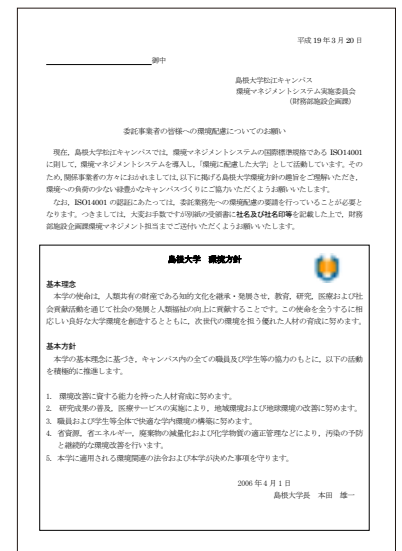 平成 19 年 3 月 20 日
御中
島根大学松江キャンパス
環境マネジメントシステム実施委員会
(財務部施設企画課)
委託事業者の皆様への環境配慮についてのお願い
現在、島根大学松江キャンパスでは、環境マネジメントシステムの国際標準規格である ISO14001
に則して、環境マネジメントシステムを導入し、「環境に配慮した大学」として活動しています。その
ため、関係事業者の方々におかれましては、以下に掲げる島根大学環境方針の趣旨をご理解いただき、
環境への負荷の少ない緑豊かなキャンパスづくりにご協力いただくようお願いいたします。
なお、ISO14001 の認証にあたっては、委託業務先への環境配慮の要請を行っていることが必要と
なります。つきましては、大変お手数ですが別紙の受領書に社名及び社名印等を記載した上で、財務
部施設企画課環境マネジメント担当までご送付いただくようお願いいたします。
島根大学 環境方針
基本理念
本学の使命は、人類共有の財産である知的文化を継承・発展させ、教育、研究、医療および社
会貢献活動を通じて社会の発展と人類福祉の向上に貢献することです。この使命を全うするに相
応しい良好な大学環境を創造するとともに、次世代の環境を担う優れた人材の育成に努めます。
基本方針
本学の基本理念に基づき、キャンパス内の全ての職員及び学生等の協力のもとに、以下の活動
を積極的に推進します。
1. 環境改善に資する能力を持った人材育成に努めます。
2. 研究成果の普及、医療サービスの実施により、地域環境および地球環境の改善に努めます。
3. 職員および学生等全体で快適な学内環境の構築に努めます。
4. 省資源、省エネルギー、廃棄物の減量化および化学物質の適正管理などにより、汚染の予防
と継続的な環境改善を行います。
5. 本学に適用される環境関連の法令および本学が決めた事項を守ります。
2006 年 4 月 1 日
島根大学長 本田 雄一